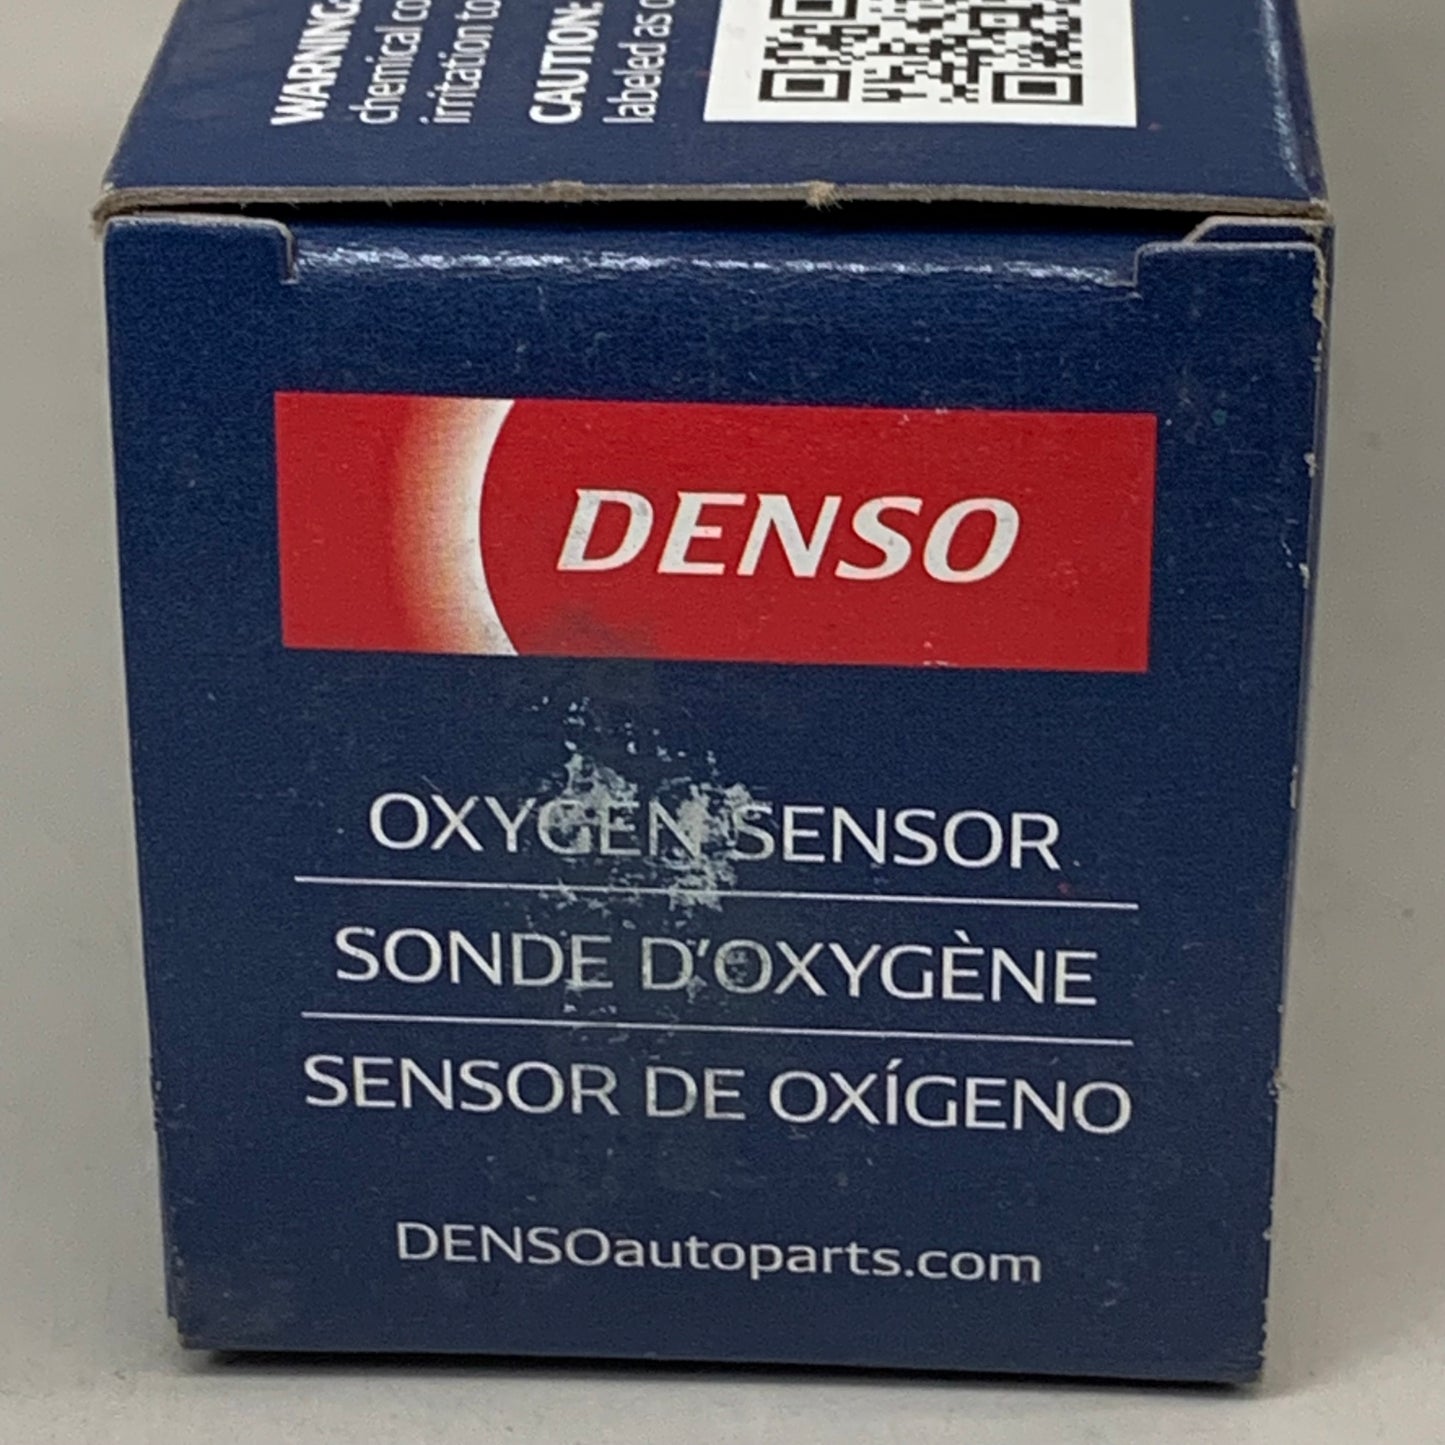 WARNING
chemical
irritation to
CAUTION:
labeled as
DENSO
OXYGEN SENSOR
SONDE D'OXYGÈNE
SENSOR DE OXÍGENO
DENSOautoparts.com